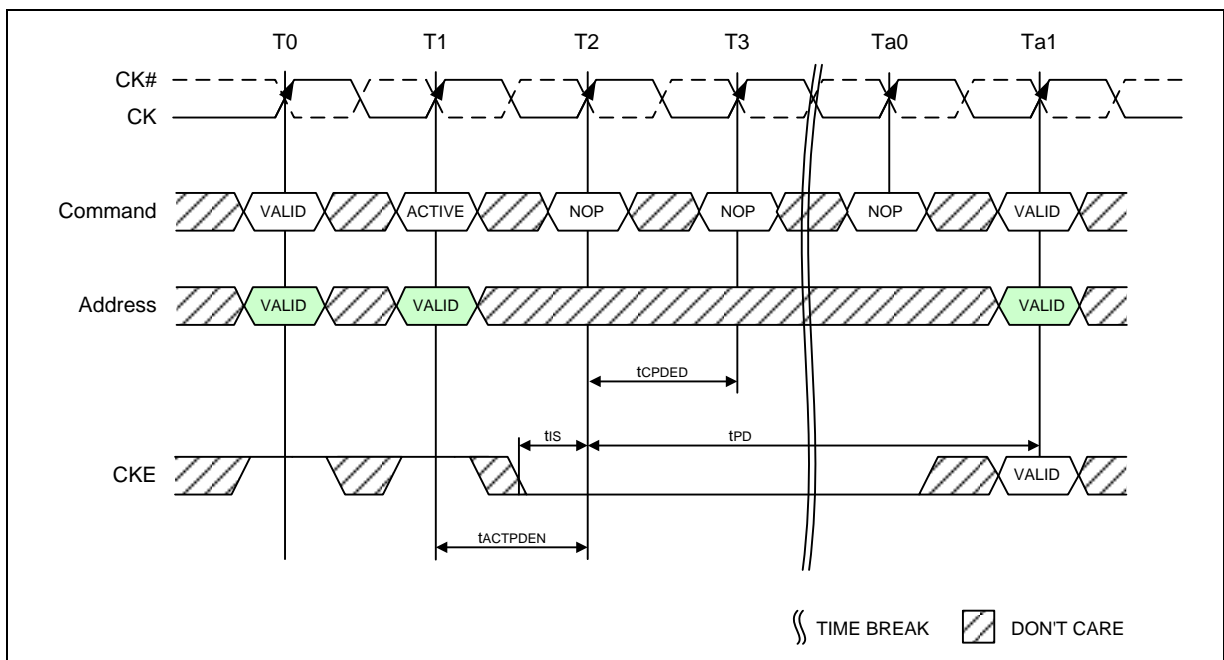 T0 T1 T2 T3 Ta0 Ta1
CK#
CK
Command VALID ACTIVE NOP NOP NOP VALID
Address VALID VALID VALID
tCPDED
tIS tPD
CKE VALID
tACTPDEN
TIME BREAK DON'T CARE